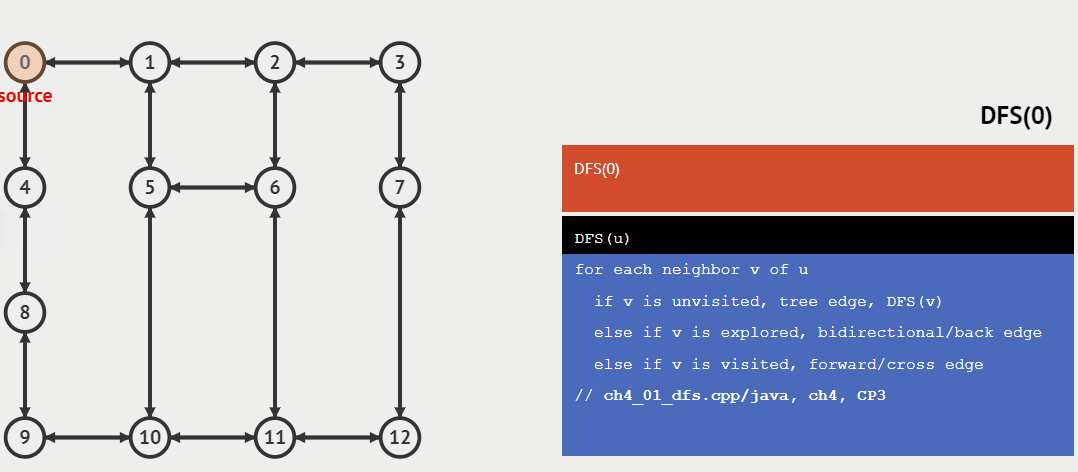 0 1 2 3
source
4 5 6 7
8
9 10 11 12
DFS(0)
DFS(0)
DFS(u)
for each neighbor v of u
if v is unvisited, tree edge, DFS(v)
else if v is explored, bidirectional/back edge
else if v is visited, forward/cross edge
// ch4_01_dfs.cpp/java, ch4, CP3